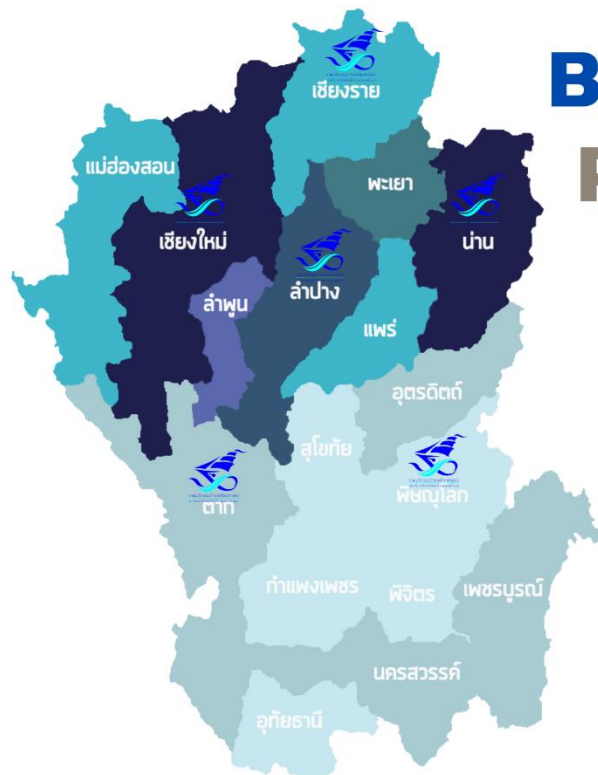 B
เชียงราย
แม่ฮ่องสอน
พะเยา
เชียงใหม่
น่าน
ลำปาง
ลำพูน
แพร่
อุตรดิตถ์
สุโขทัย
พิษณุโลก
ตาก
กำแพงเพชร
พิจิตร
เพชรบูรณ์
นครสวรรค์
อุทัยธานี